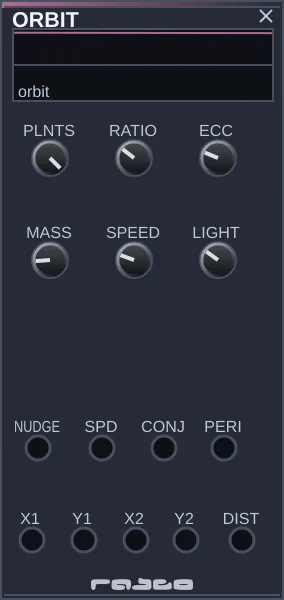 ORBIT
orbit
PLNTS RATIO ECC
MASS SPEED LIGHT
NUDGE SPD CONJ PERI
X1 Y1 X2 Y2 DIST